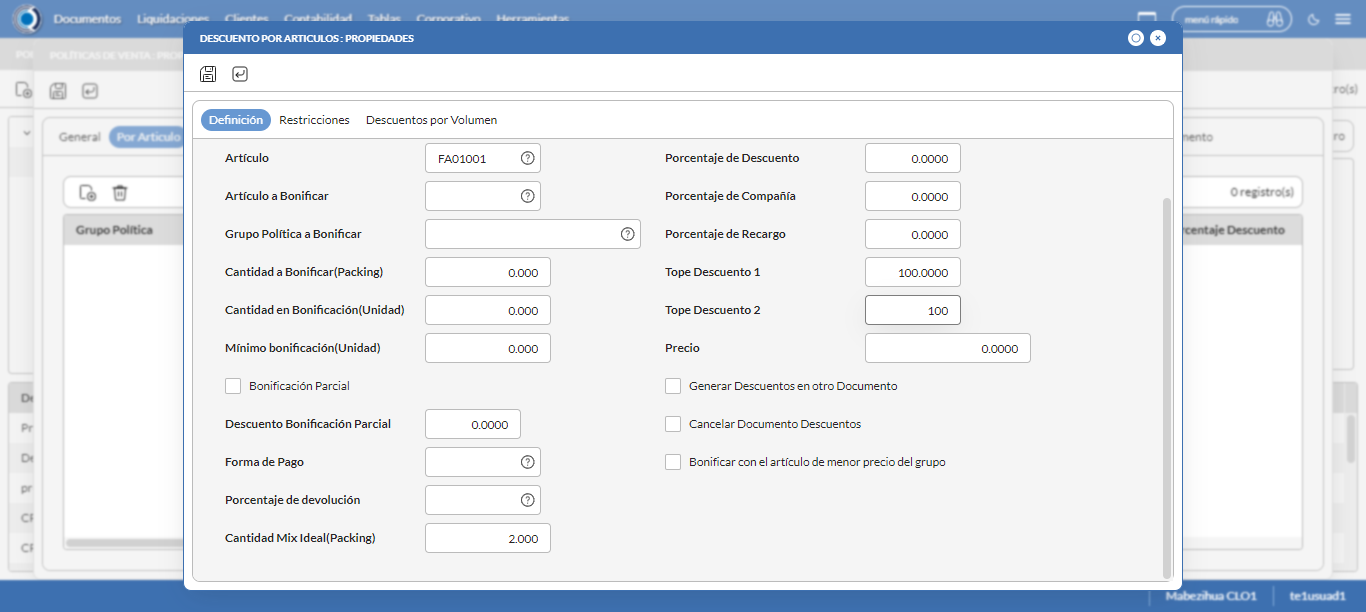 Documentos Liquidaciones Clientes Contabilidad Tablas Corporativo Herramientas
menú rápido
DESCUENTO POR ARTICULOS : PROPIEDADES
POLÍTICAS DE VENTA : PROP
General Por Artículo
Definición Restricciones Descuentos por Volumen
Artículo FA01001 Porcentaje de Descuento 0.0000
Artículo a Bonificar Porcentaje de Compañía 0.0000
0 registro(s)
Grupo Política
Grupo Política a Bonificar Porcentaje de Recargo 0.0000
centaje Descuento
Cantidad a Bonificar(Packing) 0.000 Tope Descuento 1 100.0000
Cantidad en Bonificación(Unidad) 0.000 Tope Descuento 2 100
Mínimo bonificación(Unidad) 0.000 Precio 0.0000
Bonificación Parcial Generar Descuentos en otro Documento
Descuento Bonificación Parcial 0.0000 Cancelar Documento Descuentos
Forma de Pago Bonificar con el artículo de menor precio del grupo
Porcentaje de devolución
Cantidad Mix Ideal(Packing) 2.000
Mabezihua CLO1 te1usuad1